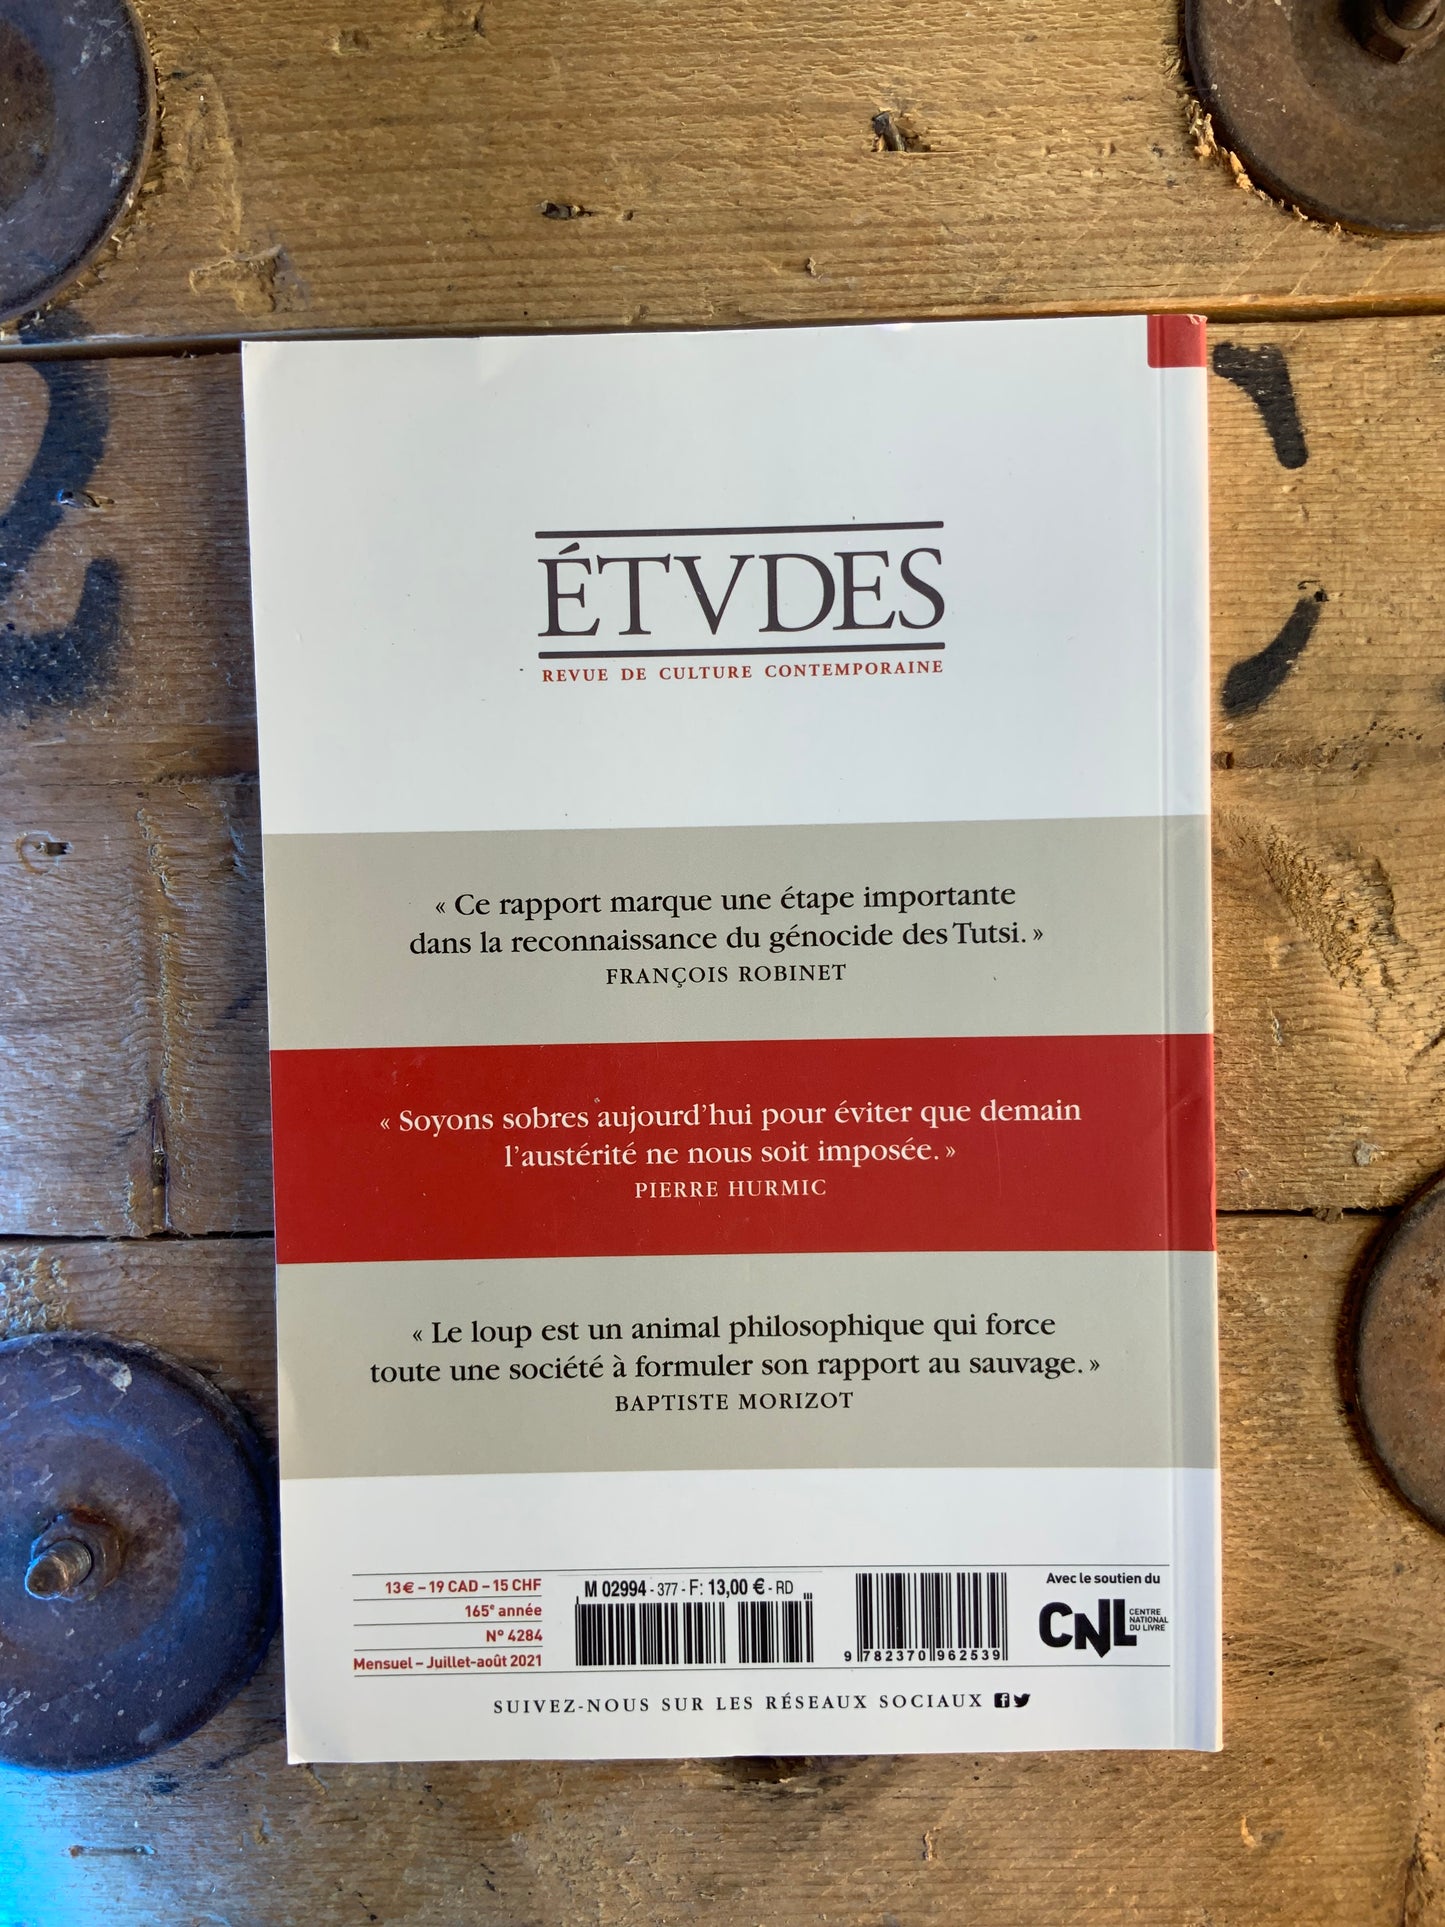 ÉTVDES
REVUE DE CULTURE CONTEMPORAINE
« Ce rapport marque une étape importante
dans la reconnaissance du génocide des Tutsi. »
FRANÇOIS ROBINET
« Soyons sobres aujourd'hui pour éviter que demain
l'austérité ne nous soit imposée. »
PIERRE HURMIC
« Le loup est un animal philosophique qui force
toute une société à formuler son rapport au sauvage. »
BAPTISTE MORIZOT
13 € – 19 CAD – 15 CHF
165e année
N° 4284
Mensuel – Juillet-août 2021
M 02994 - 377 - F: 13,00 € - RD
9 782370 962539
Avec le soutien du
CNL
CENTRE
NATIONAL
DU LIVRE
SUIVEZ-NOUS SUR LES RÉSEAUX SOCIAUX